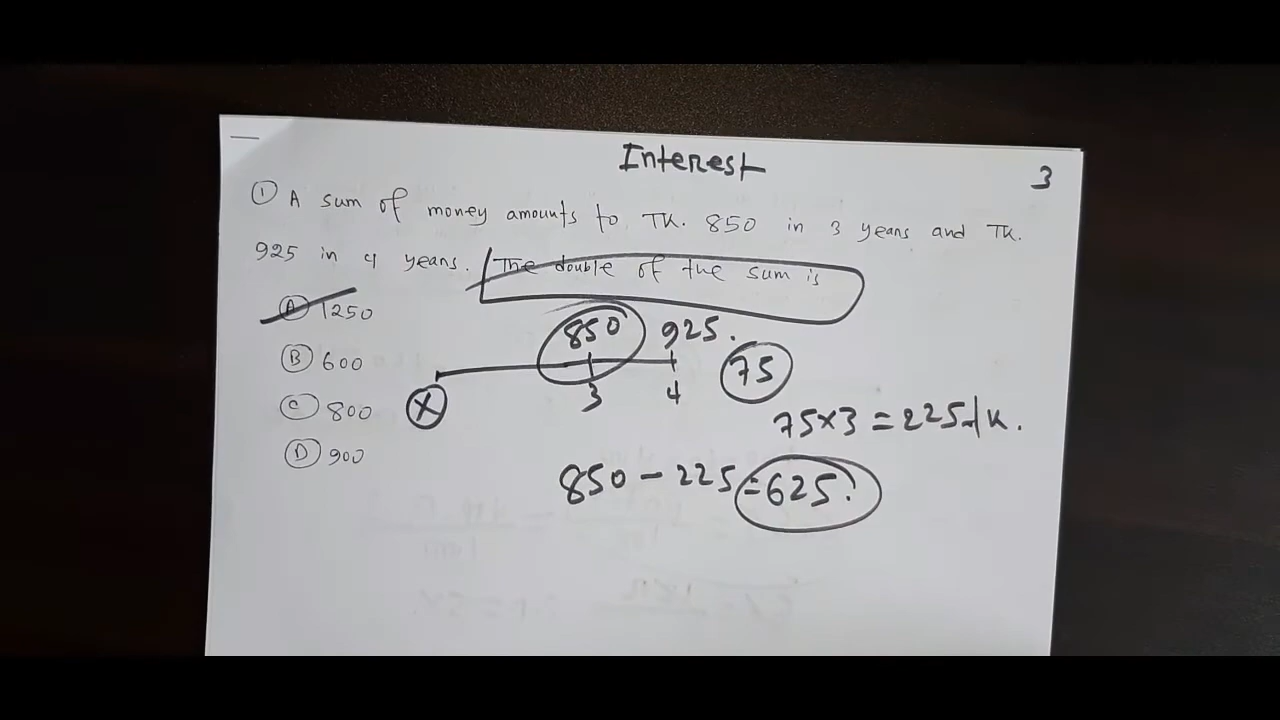 Interest
3
① A sum of money amounts to TK. 850 in 3 years and TK.
925 in 4 years. The double of the sum is
Ⓐ 1250
850 925.
Ⓑ 600
75
3 4
Ⓒ 800
X
75×3 = 225 TK.
Ⓓ 900
850 - 225 = 625.